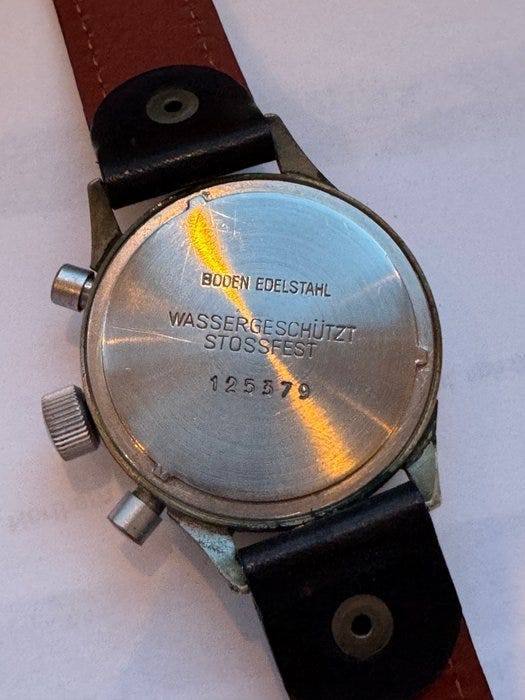 BODEN EDELSTAHL
WASSERGESCHÜTZT
STOSSFEST
125379